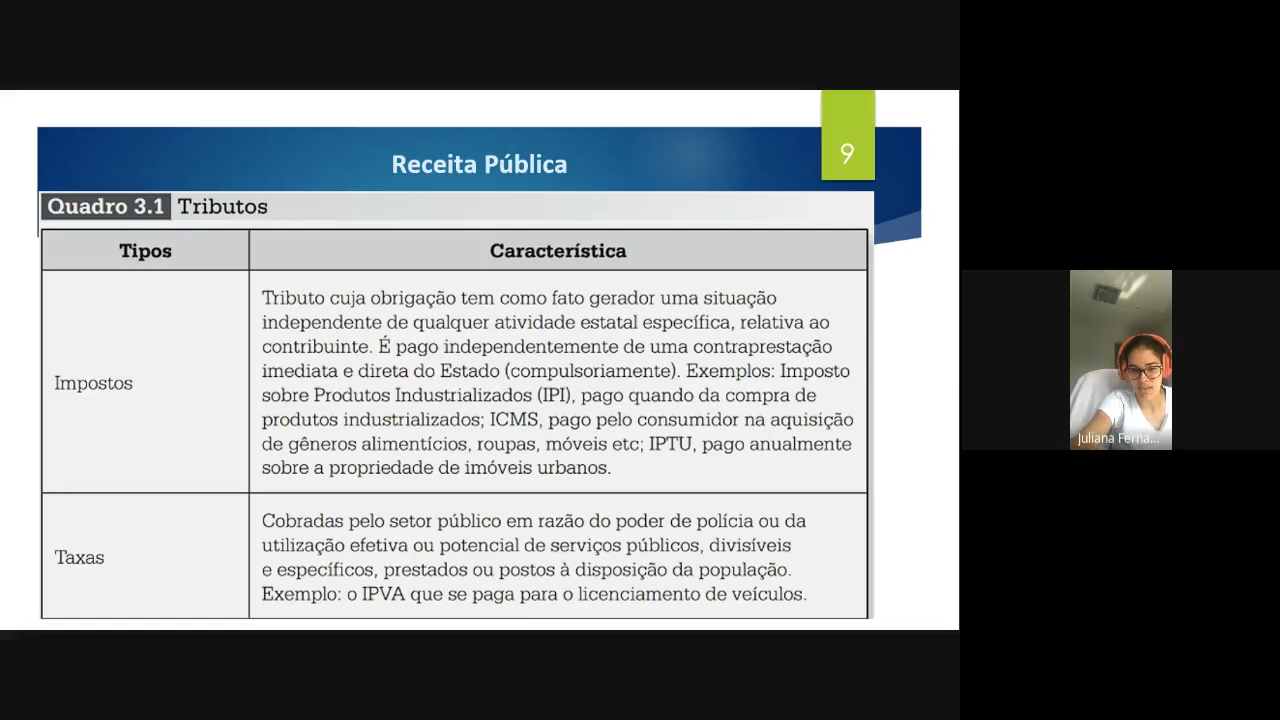 9
Receita Pública
Quadro 3.1 Tributos
Tipos
Característica
Impostos
Tributo cuja obrigação tem como fato gerador uma situação
independente de qualquer atividade estatal específica, relativa ao
contribuinte. É pago independentemente de uma contraprestação
imediata e direta do Estado (compulsoriamente). Exemplos: Imposto
sobre Produtos Industrializados (IPI), pago quando da compra de
produtos industrializados; ICMS, pago pelo consumidor na aquisição
de gêneros alimentícios, roupas, móveis etc; IPTU, pago anualmente
sobre a propriedade de imóveis urbanos.
Taxas
Cobradas pelo setor público em razão do poder de polícia ou da
utilização efetiva ou potencial de serviços públicos, divisíveis
e específicos, prestados ou postos à disposição da população.
Exemplo: o IPVA que se paga para o licenciamento de veículos.
Juliana Ferna...